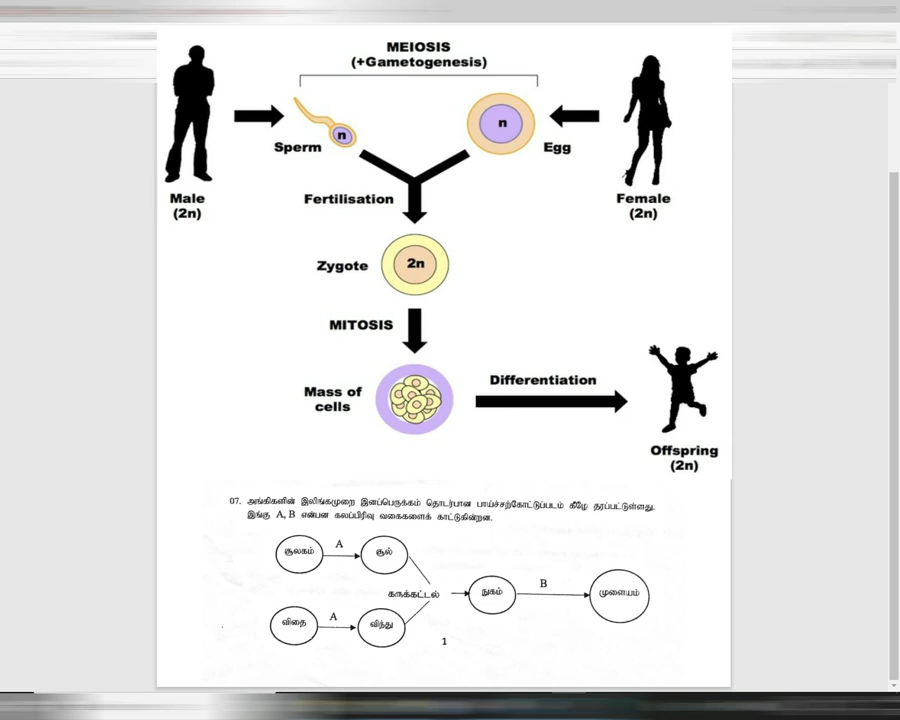 MEIOSIS
(+Gametogenesis)
n
n
Sperm
Egg
Male
(2n)
Fertilisation
Female
(2n)
Zygote
2n
MITOSIS
Mass of
cells
Differentiation
Offspring
(2n)
07. அங்கிகளின் இலிங்கமுறை இனப்பெருக்கம் தொடர்பான பாய்ச்சற்கோட்டுப்படம் கீழே தரப்பட்டுள்ளது.
இங்கு A, B என்பன கலப்பிரிவு வகைகளைக் காட்டுகின்றன.
சூலகம்
A
சூல்
கருக்கட்டல்
நுகம்
B
முளையம்
விதை
A
விந்து
1